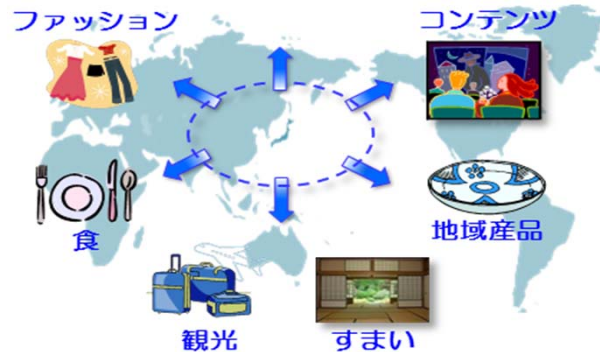 ファッション
コンテンツ
食
地域産品
観光
すまい